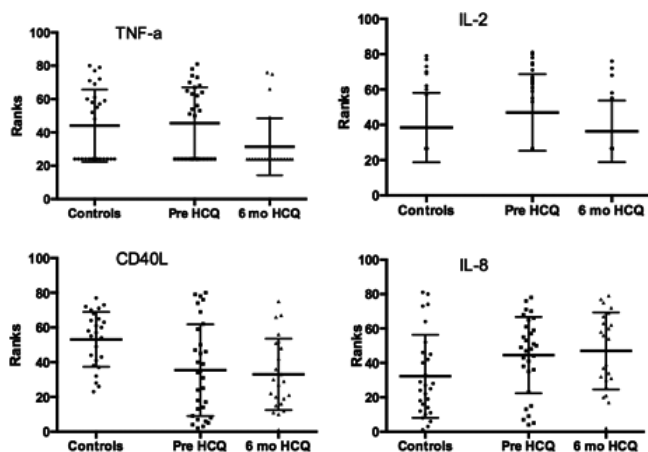 TNF-a
Ranks
100
80
60
40
20
0
Controls
Pre HCQ
6 mo HCQ
IL-2
Ranks
100
80
60
40
20
0
Controls
Pre HCQ
6 mo HCQ
CD40L
Ranks
100
80
60
40
20
0
Controls
Pre HCQ
6 mo HCQ
IL-8
Ranks
100
80
60
40
20
0
Controls
Pre HCQ
6 mo HCQ